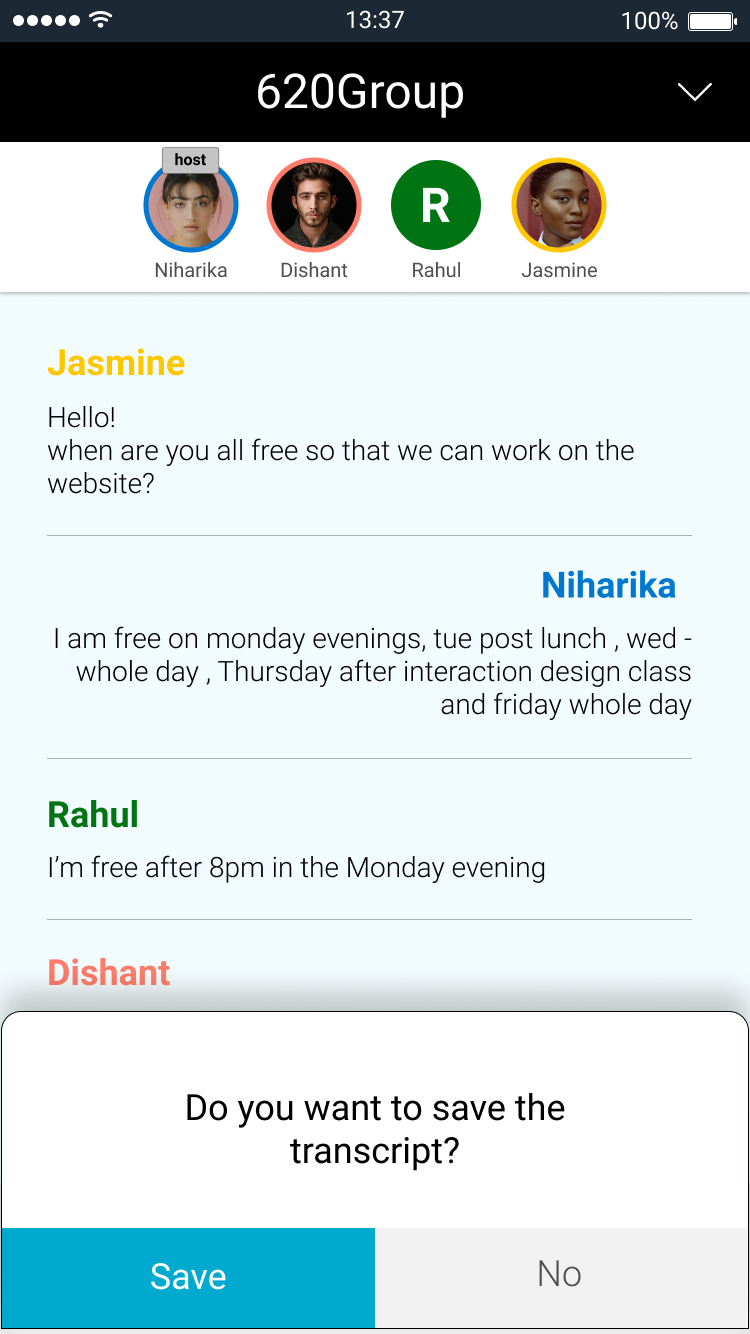 13:37
100%
620Group
host
Niharika
Dishant
R
Rahul
Jasmine
Jasmine
Hello!
when are you all free so that we can work on the
website?
Niharika
I am free on monday evenings, tue post lunch , wed -
whole day , Thursday after interaction design class
and friday whole day
Rahul
I’m free after 8pm in the Monday evening
Dishant
Do you want to save the
transcript?
Save
No